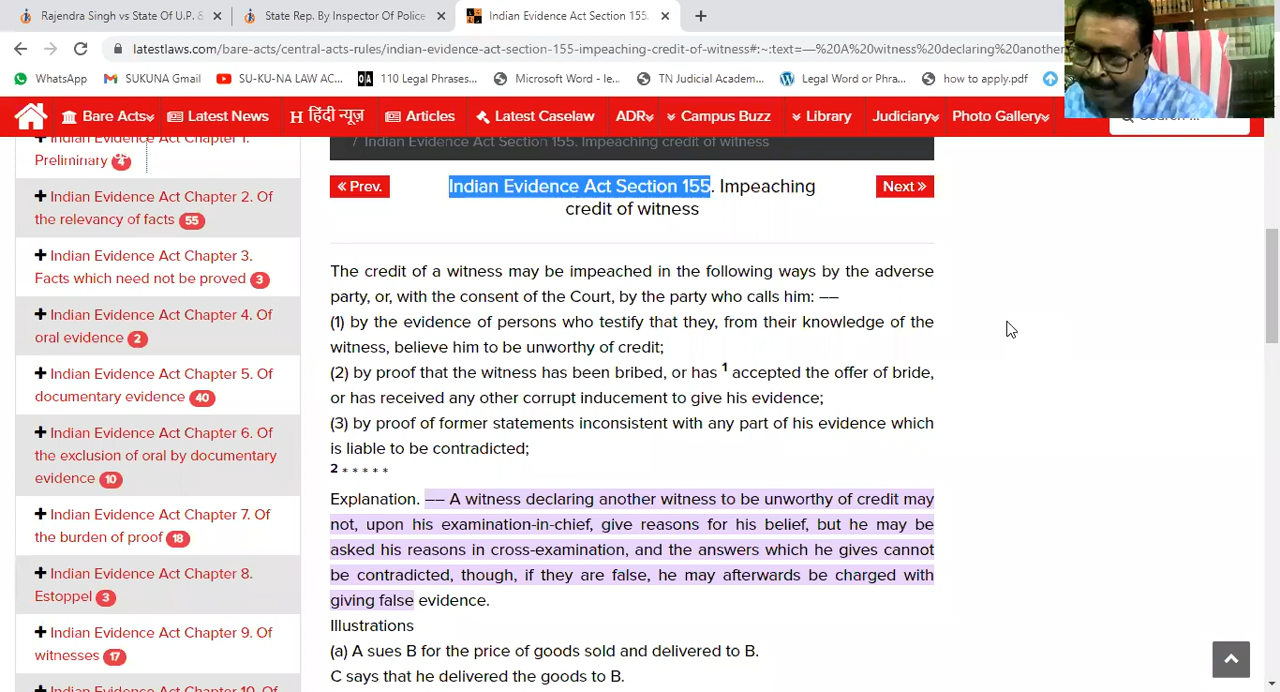 Rajendra Singh vs State Of U.P. &
State Rep. By Inspector Of Police
Indian Evidence Act Section 155.
latestlaws.com/bare-acts/central-acts-rules/indian-evidence-act-section-155-impeaching-credit-of-witness#:~:text=—%20A%20witness%20declaring%20anothe
WhatsApp
SUKUNA Gmail
SU-KU-NA LAW AC...
110 Legal Phrases...
Microsoft Word - le...
TN Judicial Academ...
Legal Word or Phra...
how to apply.pdf
Bare Acts
Latest News
H हिंदी न्यूज़
Articles
Latest Caselaw
ADR
Campus Buzz
Library
Judiciary
Photo Gallery
Indian Evidence Act Chapter 1.
Preliminary 4
Indian Evidence Act Chapter 2. Of
the relevancy of facts 55
Indian Evidence Act Chapter 3.
Facts which need not be proved 3
Indian Evidence Act Chapter 4. Of
oral evidence 2
Indian Evidence Act Chapter 5. Of
documentary evidence 40
Indian Evidence Act Chapter 6. Of
the exclusion of oral by documentary
evidence 10
Indian Evidence Act Chapter 7. Of
the burden of proof 18
Indian Evidence Act Chapter 8.
Estoppel 3
Indian Evidence Act Chapter 9. Of
witnesses 17
Indian Evidence Act Chapter 10. Of
/ Indian Evidence Act Section 155. Impeaching credit of witness
« Prev.
Indian Evidence Act Section 155. Impeaching
credit of witness
Next »
The credit of a witness may be impeached in the following ways by the adverse
party, or, with the consent of the Court, by the party who calls him: ––
(1) by the evidence of persons who testify that they, from their knowledge of the
witness, believe him to be unworthy of credit;
(2) by proof that the witness has been bribed, or has 1 accepted the offer of bride,
or has received any other corrupt inducement to give his evidence;
(3) by proof of former statements inconsistent with any part of his evidence which
is liable to be contradicted;
2 * * * * *
Explanation. –– A witness declaring another witness to be unworthy of credit may
not, upon his examination-in-chief, give reasons for his belief, but he may be
asked his reasons in cross-examination, and the answers which he gives cannot
be contradicted, though, if they are false, he may afterwards be charged with
giving false evidence.
Illustrations
(a) A sues B for the price of goods sold and delivered to B.
C says that he delivered the goods to B.